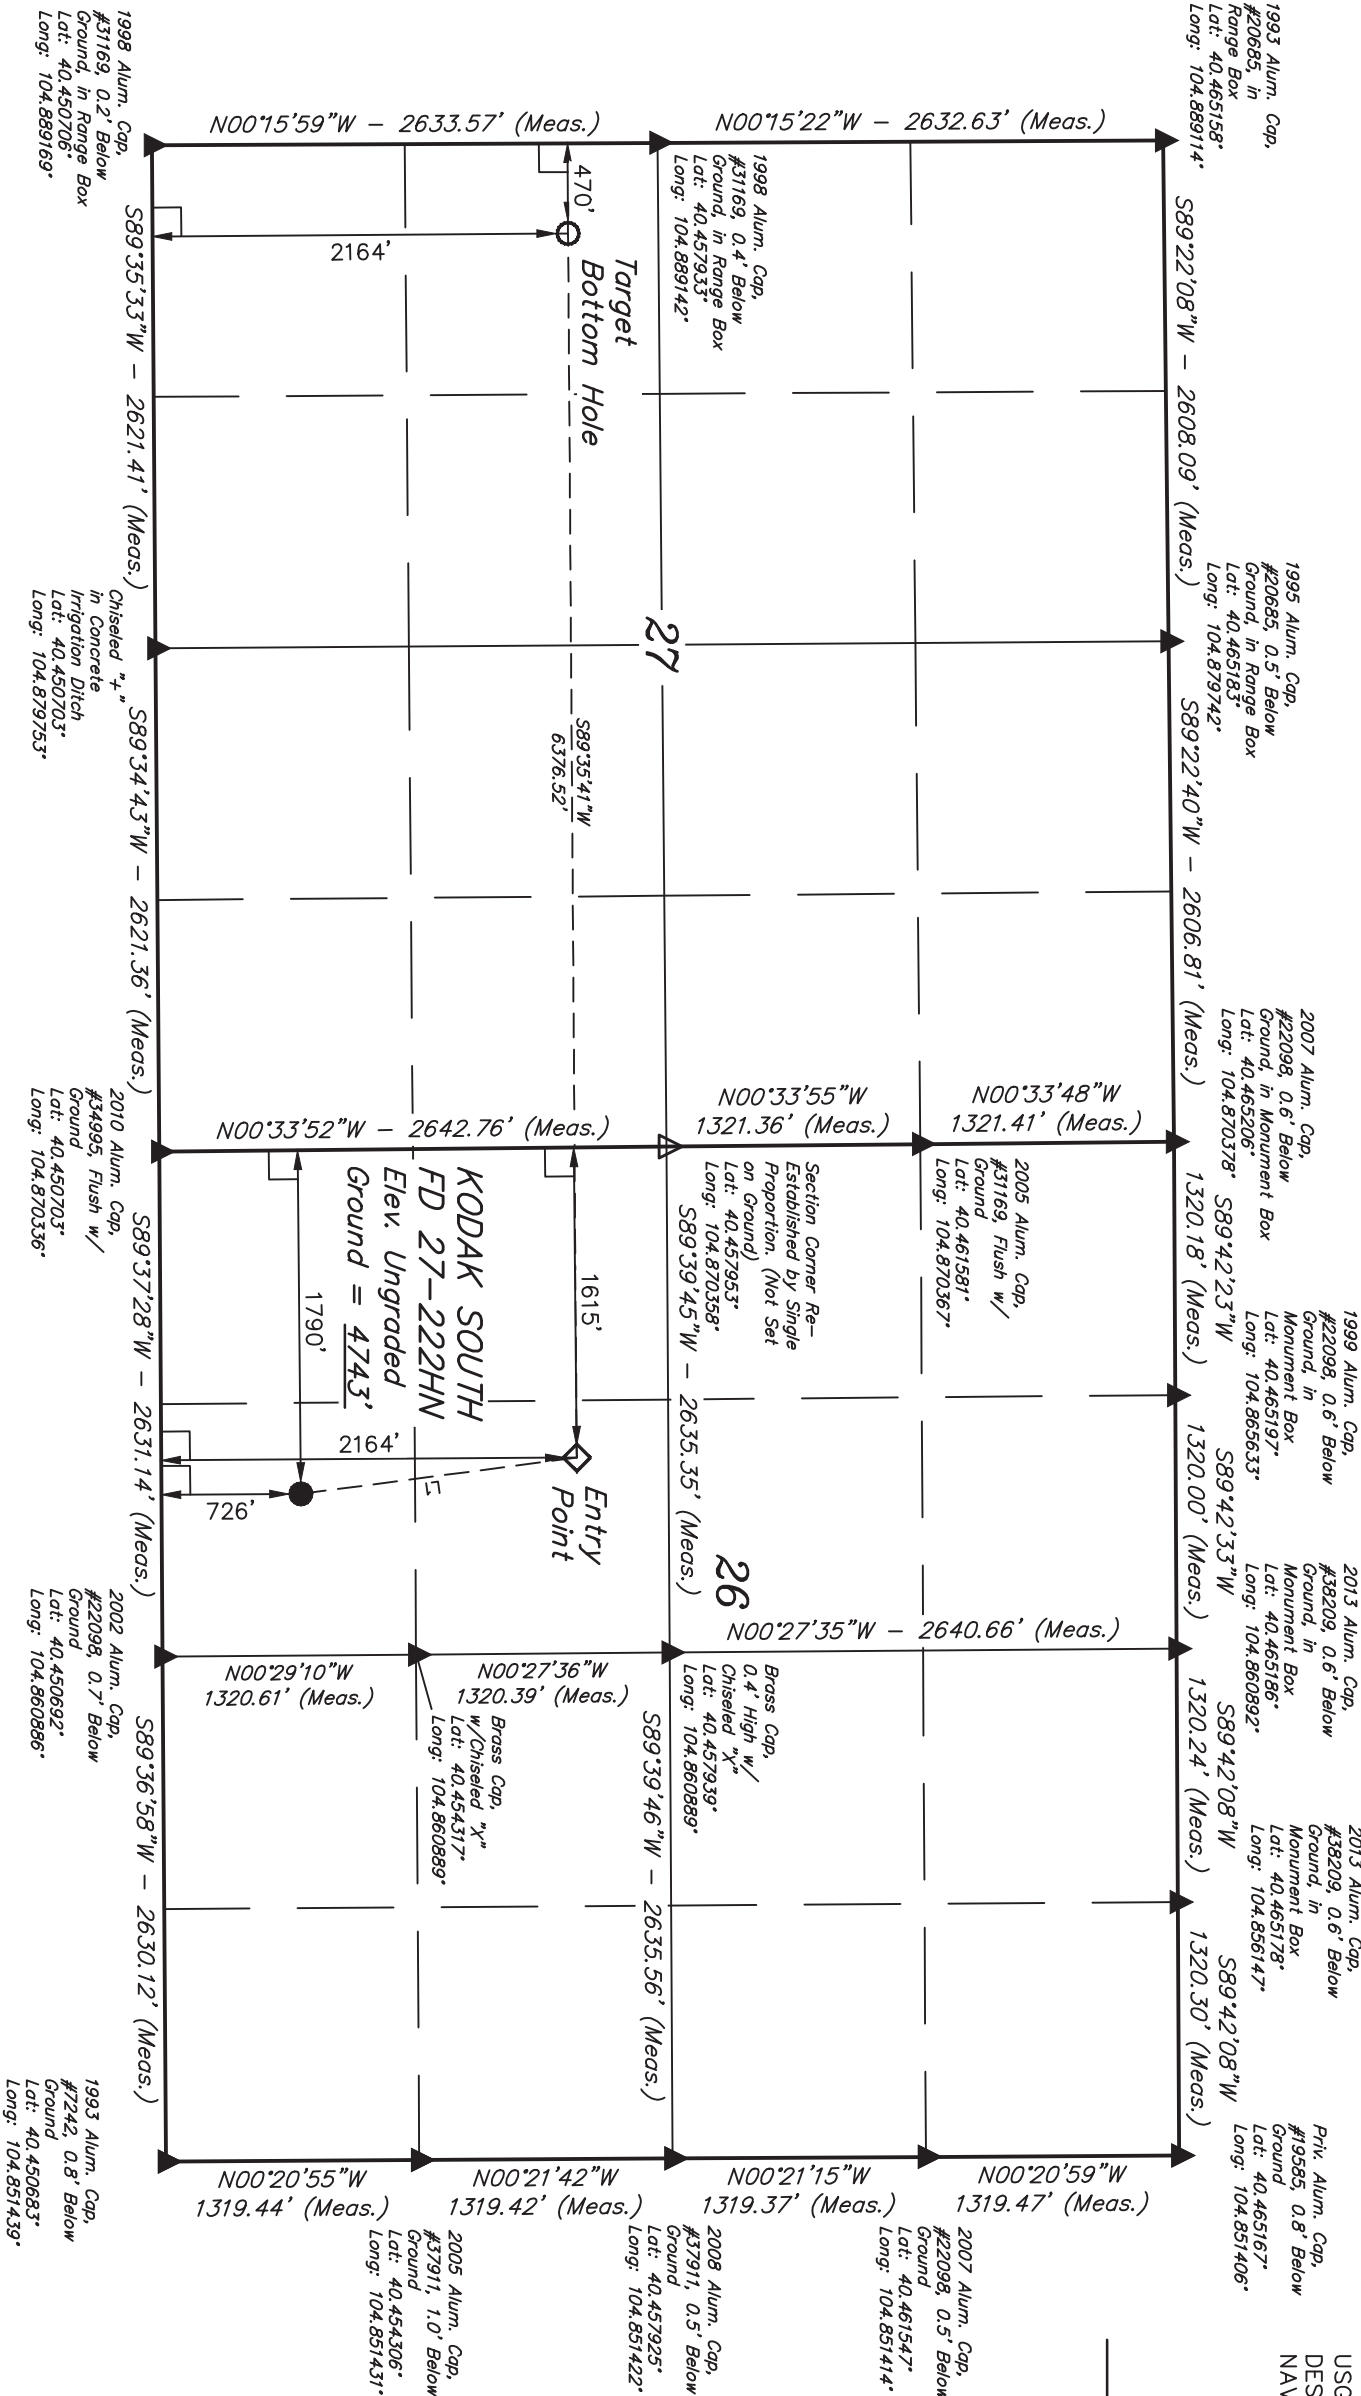 1993 Alum. Cap,
#20685, in
Range Box
Lat: 40.465158°
Long: 104.889114°
S89°22'08"W - 2608.09' (Meas.)
1995 Alum. Cap,
#20685, 0.5' Below
Ground, in Range Box
Lat: 40.465183°
Long: 104.879742°
S89°22'40"W - 2606.81' (Meas.)
2007 Alum. Cap,
#22098, 0.6' Below
Ground, in Monument Box
Lat: 40.465206°
Long: 104.870378°
S89°42'23"W
1320.18' (Meas.)
1999 Alum. Cap,
#22098, 0.6' Below
Ground, in
Monument Box
Lat: 40.465197°
Long: 104.865633°
S89°42'33"W
1320.00' (Meas.)
2013 Alum. Cap,
#38209, 0.6' Below
Ground, in
Monument Box
Lat: 40.465186°
Long: 104.860892°
S89°42'08"W
1320.24' (Meas.)
2013 Alum. Cap,
#38209, 0.6' Below
Ground, in
Monument Box
Lat: 40.465178°
Long: 104.856147°
S89°42'08"W
1320.30' (Meas.)
Priv. Alum. Cap,
#19585, 0.8' Below
Ground
Lat: 40.465167°
Long: 104.851406°
USG
DES
NAV
N00°15'22"W - 2632.63' (Meas.)
N00°33'48"W
1321.41' (Meas.)
N00°33'55"W
1321.36' (Meas.)
2005 Alum. Cap,
#31169, Flush w/
Ground
Lat: 40.461581°
Long: 104.870367°
N00°27'35"W - 2640.66' (Meas.)
N00°20'59"W
1319.47' (Meas.)
2007 Alum. Cap,
#22098, 0.5' Below
Ground
Lat: 40.461547°
Long: 104.851414°
N00°21'15"W
1319.37' (Meas.)
1998 Alum. Cap,
#31169, 0.4' Below
Ground, in Range Box
Lat: 40.457933°
Long: 104.889142°
27
Section Corner Re-
Established by Single
Proportion. (Not Set
on Ground)
Lat: 40.457953°
Long: 104.870358°
S89°39'45"W - 2635.35' (Meas.)
26
Brass Cap,
0.4' High w/
Chiseled "X"
Lat: 40.457939°
Long: 104.860889°
S89°39'46"W - 2635.56' (Meas.)
2008 Alum. Cap,
#37911, 0.5' Below
Ground
Lat: 40.457925°
Long: 104.851422°
N00°15'59"W - 2633.57' (Meas.)
470'
Target
Bottom Hole
2164'
S89°35'41"W
6376.52'
N00°33'52"W - 2642.76' (Meas.)
1615'
Entry
Point
KODAK SOUTH
FD 27-222HN
Elev. Ungraded
Ground = 4743'
L1
2164'
1790'
726'
N00°27'36"W
1320.39' (Meas.)
N00°29'10"W
1320.61' (Meas.)
Brass Cap,
w/Chiseled "X"
Lat: 40.454317°
Long: 104.860889°
N00°21'42"W
1319.42' (Meas.)
2005 Alum. Cap,
#37911, 1.0' Below
Ground
Lat: 40.454306°
Long: 104.851431°
N00°20'55"W
1319.44' (Meas.)
1998 Alum. Cap,
#31169, 0.2' Below
Ground, in Range Box
Lat: 40.450706°
Long: 104.889169°
S89°35'33"W - 2621.41' (Meas.)
Chiseled "+"
in Concrete
Irrigation Ditch
Lat: 40.450703°
Long: 104.879753°
S89°34'43"W - 2621.36' (Meas.)
2010 Alum. Cap,
#34995, Flush w/
Ground
Lat: 40.450703°
Long: 104.870336°
S89°37'28"W - 2631.14' (Meas.)
2002 Alum. Cap,
#22098, 0.7' Below
Ground
Lat: 40.450692°
Long: 104.860886°
S89°36'58"W - 2630.12' (Meas.)
1993 Alum. Cap,
#7242, 0.8' Below
Ground
Lat: 40.450683°
Long: 104.851439°